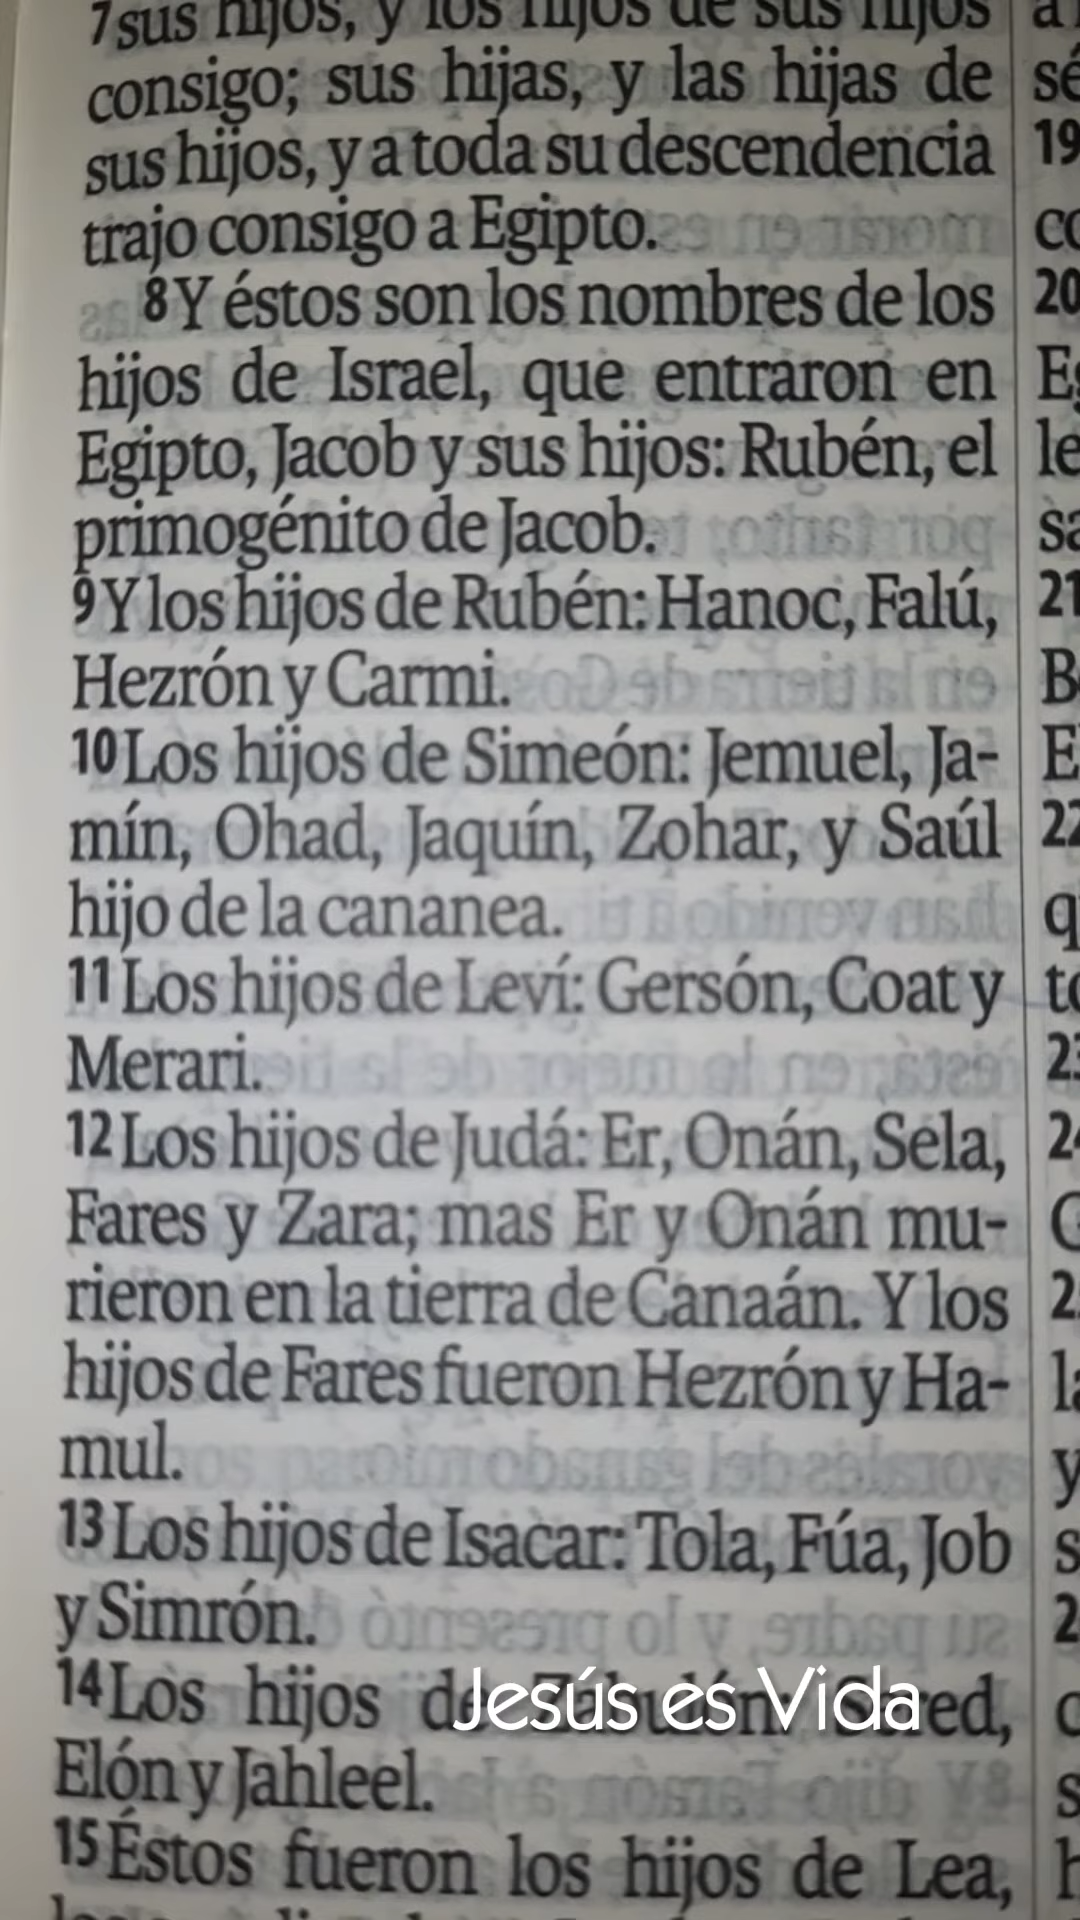 7 sus hijos, y los hijos de sus hijos
consigo; sus hijas, y las hijas de
sus hijos, y a toda su descendencia
trajo consigo a Egipto.
8 Y éstos son los nombres de los
hijos de Israel, que entraron en
Egipto, Jacob y sus hijos: Rubén, el
primogénito de Jacob.
9 Y los hijos de Rubén: Hanoc, Falú,
Hezrón y Carmi.
10 Los hijos de Simeón: Jemuel, Ja-
mín, Ohad, Jaquín, Zohar, y Saúl
hijo de la cananea.
11 Los hijos de Leví: Gersón, Coat y
Merari.
12 Los hijos de Judá: Er, Onán, Sela,
Fares y Zara; mas Er y Onán mu-
rieron en la tierra de Canaán. Y los
hijos de Fares fueron Hezrón y Ha-
mul.
13 Los hijos de Isacar: Tola, Fúa, Job
y Simrón.
14 Los hijos de
Jesús es Vida
Elón y Jahleel.
15 Éstos fueron los hijos de Lea,
19
20
21
22